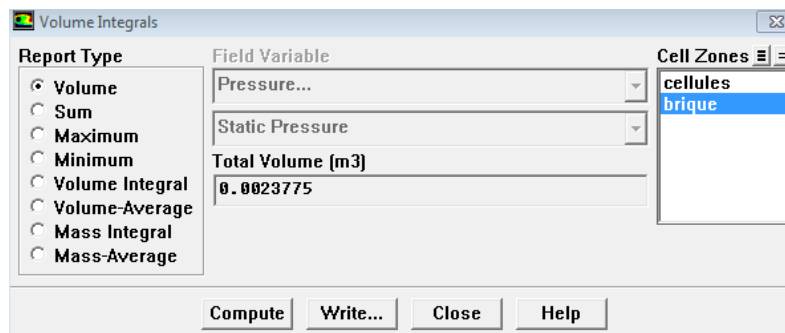 Volume Integrals
Report Type
Volume
Sum
Maximum
Minimum
Volume Integral
Volume-Average
Mass Integral
Mass-Average
Field Variable
Pressure...
Static Pressure
Total Volume (m3)
0.0023775
Cell Zones
cellules
brique
Compute Write... Close Help